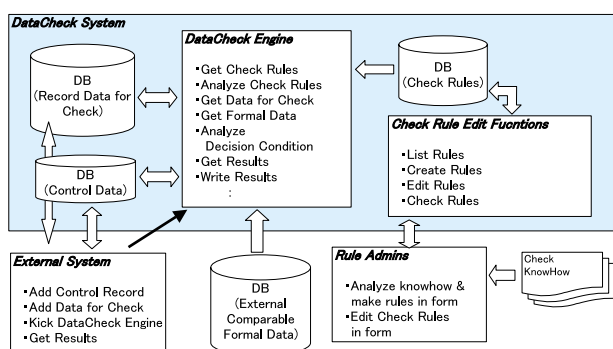 DataCheck System
DataCheck Engine
・Get Check Rules
・Analyze Check Rules
・Get Data for Check
・Get Formal Data
・Analyze
Decision Condition
・Get Results
・Write Results
:
DB
(Record Data for
Check)
DB
(Control Data)
DB
(Check Rules)
Check Rule Edit Fucntions
・List Rules
・Create Rules
・Edit Rules
・Check Rules
External System
・Add Control Record
・Add Data for Check
・Kick DataCheck Engine
・Get Results
DB
(External
Comparable
Formal Data)
Rule Admins
・Analyze knowhow &
make rules in form
・Edit Check Rules
in form
Check
KnowHow